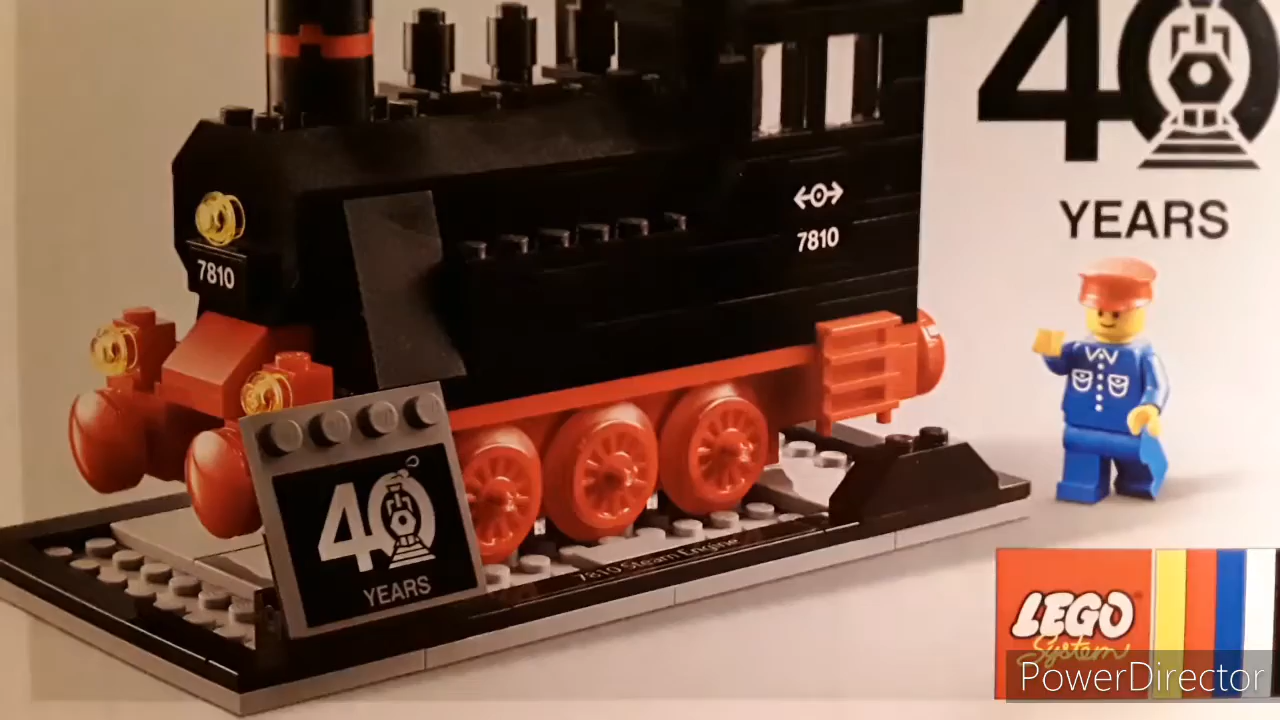 40
YEARS
7810
7810
40
YEARS
7810 Steam Engine
LEGO
System
PowerDirector